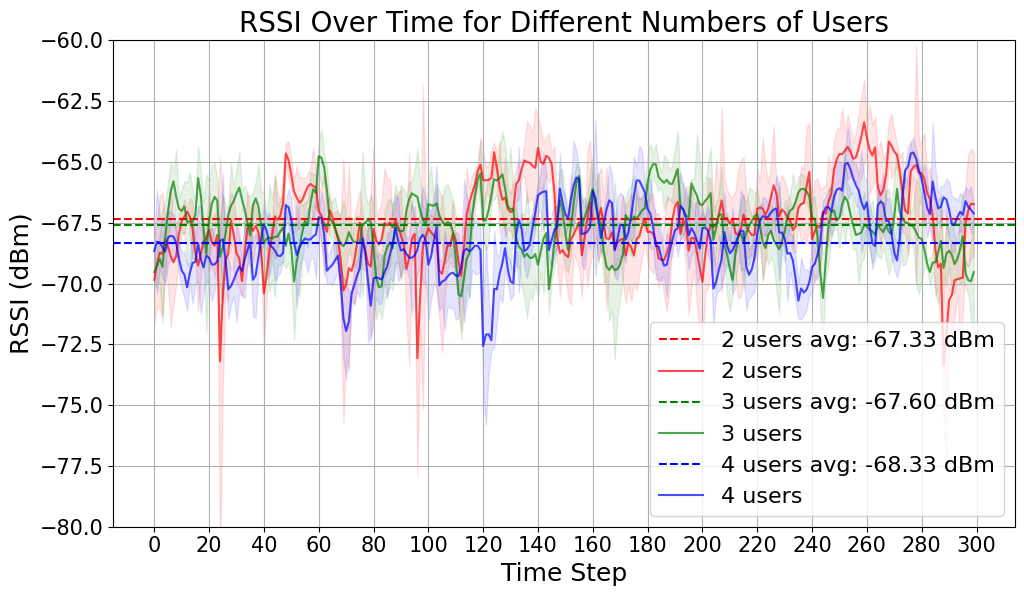 RSSI Over Time for Different Numbers of Users
RSSI (dBm)
−60.0
−62.5
−65.0
−67.5
−70.0
−72.5
−75.0
−77.5
−80.0
2 users avg: -67.33 dBm
2 users
3 users avg: -67.60 dBm
3 users
4 users avg: -68.33 dBm
4 users
0 20 40 60 80 100 120 140 160 180 200 220 240 260 280 300
Time Step